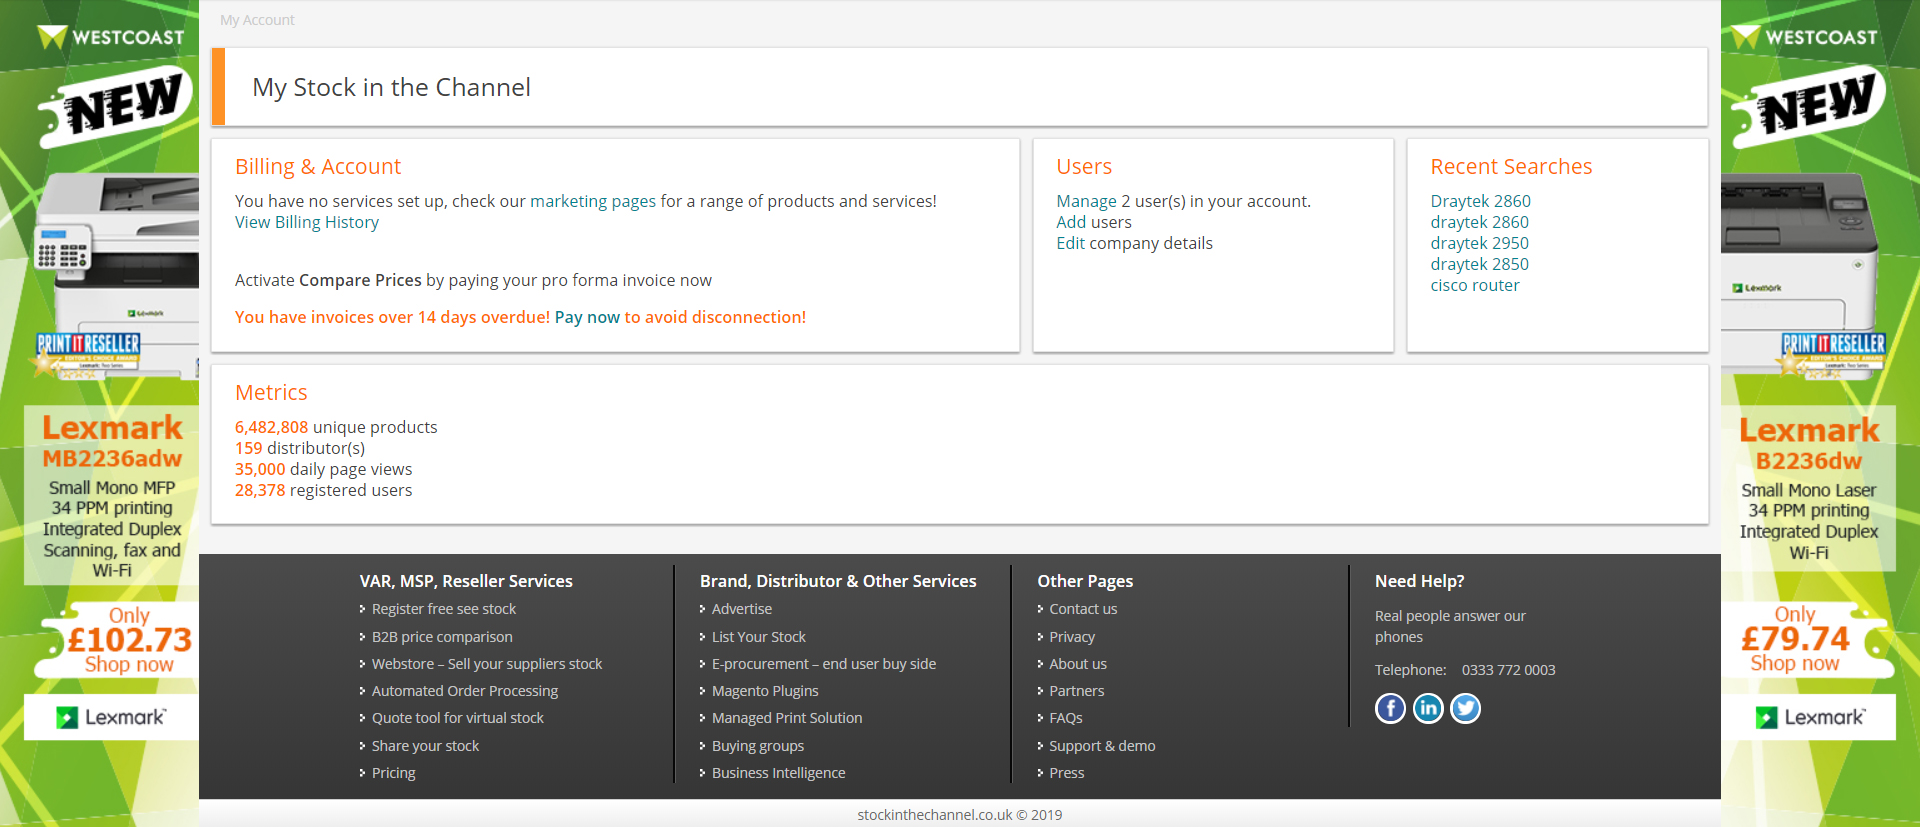 My Account
My Stock in the Channel
Billing & Account
You have no services set up, check our marketing pages for a range of products and services!
View Billing History
Activate Compare Prices by paying your pro forma invoice now
You have invoices over 14 days overdue! Pay now to avoid disconnection!
Users
Manage 2 user(s) in your account.
Add users
Edit company details
Recent Searches
Draytek 2860
draytek 2860
draytek 2950
draytek 2850
cisco router
Metrics
6,482,808 unique products
159 distributor(s)
35,000 daily page views
28,378 registered users
VAR, MSP, Reseller Services
Register free see stock
B2B price comparison
Webstore – Sell your suppliers stock
Automated Order Processing
Quote tool for virtual stock
Share your stock
Pricing
Brand, Distributor & Other Services
Advertise
List Your Stock
E-procurement – end user buy side
Magento Plugins
Managed Print Solution
Buying groups
Business Intelligence
Other Pages
Contact us
Privacy
About us
Partners
FAQs
Support & demo
Press
Need Help?
Real people answer our
phones
Telephone: 0333 772 0003
stockinthechannel.co.uk © 2019
WESTCOAST
NEW
Lexmark
PRINT IT RESELLER
EDITOR'S CHOICE AWARD
Lexmark
MB2236adw
Small Mono MFP
34 PPM printing
Integrated Duplex
Scanning, fax and
Wi-Fi
Only
£102.73
Shop now
Lexmark™
WESTCOAST
NEW
Lexmark
PRINT IT RESELLER
EDITOR'S CHOICE AWARD
Lexmark
B2236dw
Small Mono Laser
34 PPM printing
Integrated Duplex
Wi-Fi
Only
£79.74
Shop now
Lexmark™